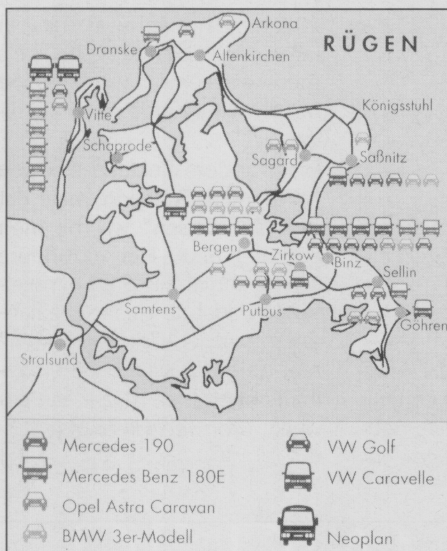 Arkona
RÜGEN
Dranske
Altenkirchen
Königsstuhl
Vitte
Schaprode
Sagard
Saßnitz
Bergen
Zirkow
Binz
Sellin
Samtens
Putbus
Göhren
Stralsund
Mercedes 190
VW Golf
Mercedes Benz 180E
VW Caravelle
Opel Astra Caravan
BMW 3er-Modell
Neoplan